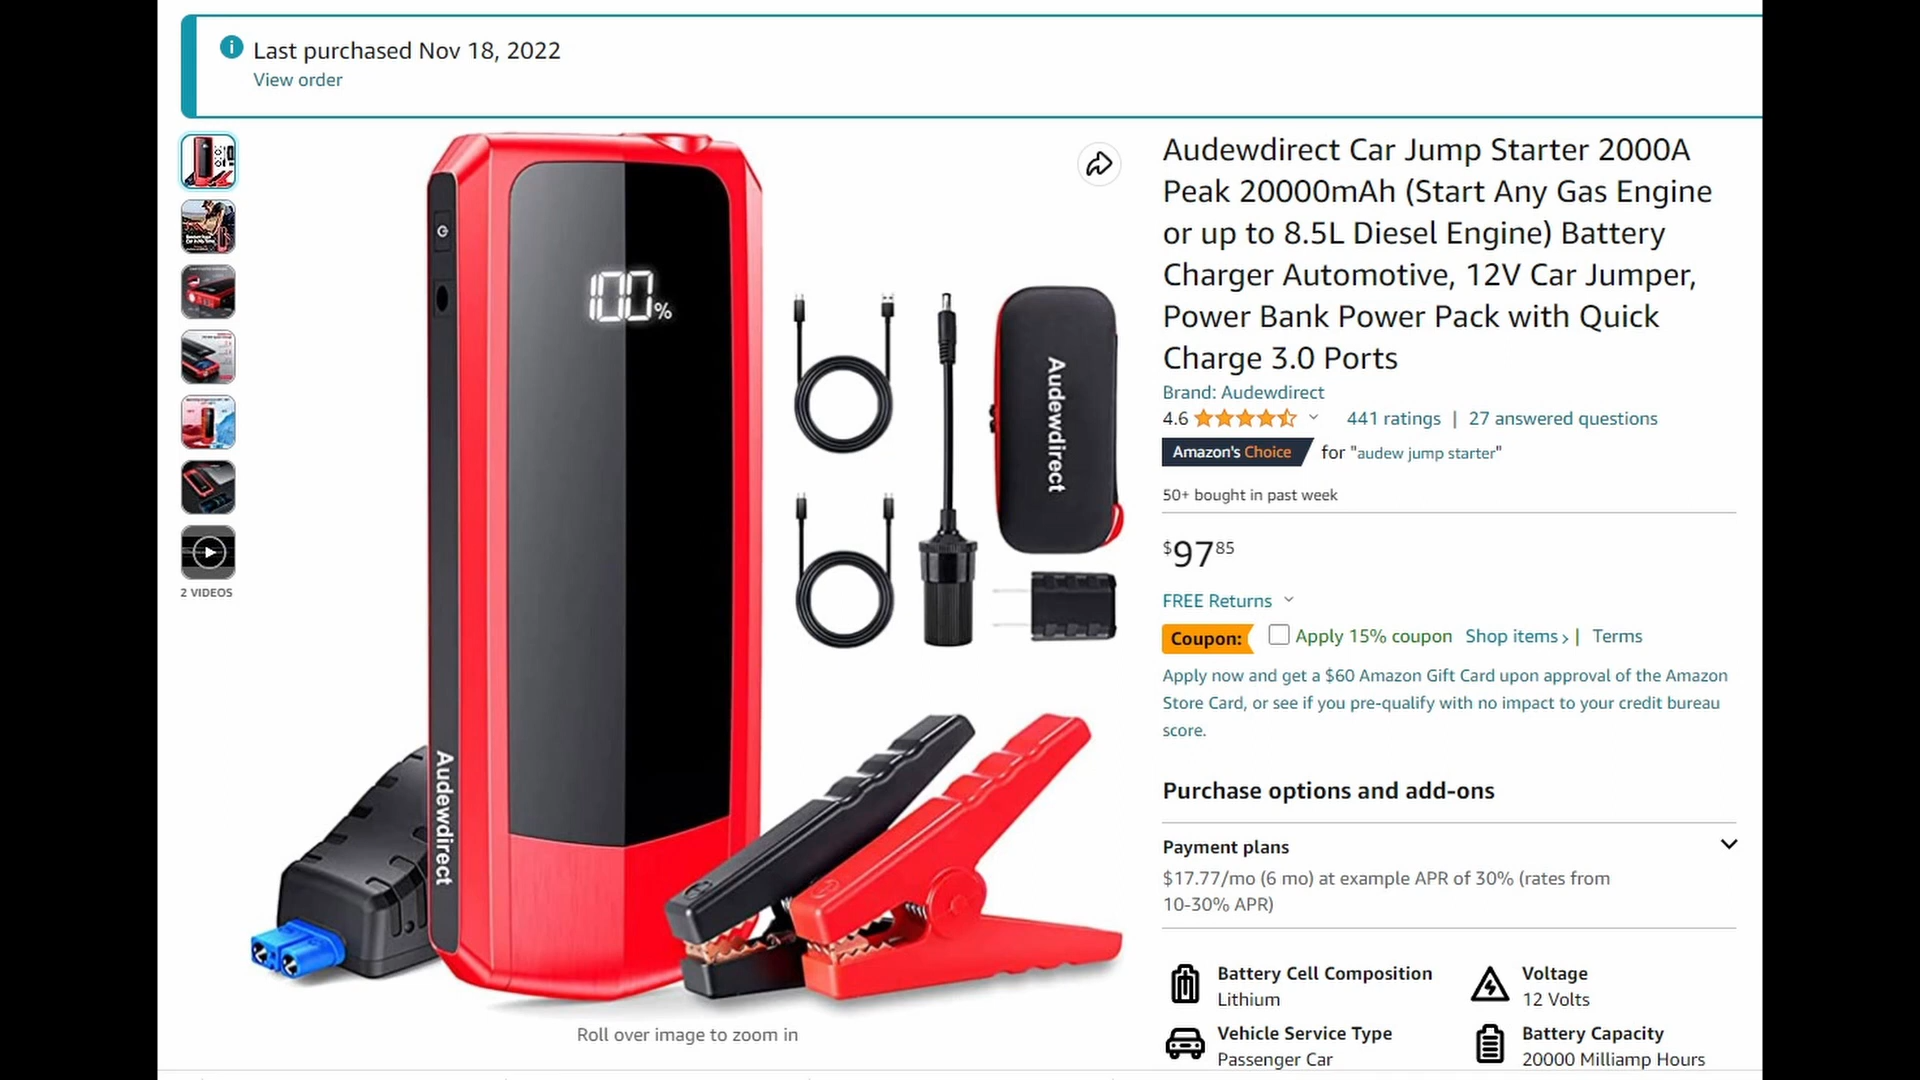 Last purchased Nov 18, 2022
View order
100%
Audewdirect
Audewdirect
2 VIDEOS
Roll over image to zoom in
Audewdirect Car Jump Starter 2000A
Peak 20000mAh (Start Any Gas Engine
or up to 8.5L Diesel Engine) Battery
Charger Automotive, 12V Car Jumper,
Power Bank Power Pack with Quick
Charge 3.0 Ports
Brand: Audewdirect
4.6 441 ratings | 27 answered questions
Amazon's Choice for "audew jump starter"
50+ bought in past week
$97 85
FREE Returns
Coupon: Apply 15% coupon Shop items › | Terms
Apply now and get a $60 Amazon Gift Card upon approval of the Amazon
Store Card, or see if you pre-qualify with no impact to your credit bureau
score.
Purchase options and add-ons
Payment plans
$17.77/mo (6 mo) at example APR of 30% (rates from
10-30% APR)
Battery Cell Composition
Lithium
Voltage
12 Volts
Vehicle Service Type
Passenger Car
Battery Capacity
20000 Milliamp Hours